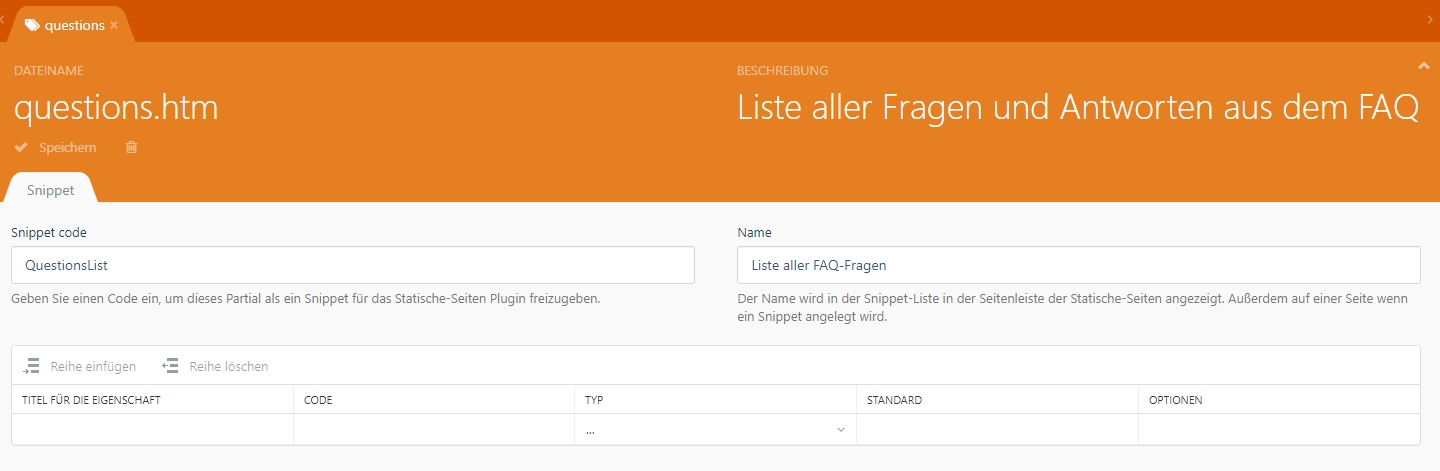 questions
DATEINAME
BESCHREIBUNG
questions.htm
Liste aller Fragen und Antworten aus dem FAQ
Speichern
Snippet
Snippet code
Name
QuestionsList
Liste aller FAQ-Fragen
Geben Sie einen Code ein, um dieses Partial als ein Snippet für das Statische-Seiten Plugin freizugeben.
Der Name wird in der Snippet-Liste in der Seitenleiste der Statische-Seiten angezeigt. Außerdem auf einer Seite wenn
ein Snippet angelegt wird.
Reihe einfügen Reihe löschen
TITEL FÜR DIE EIGENSCHAFT CODE TYP STANDARD OPTIONEN
...